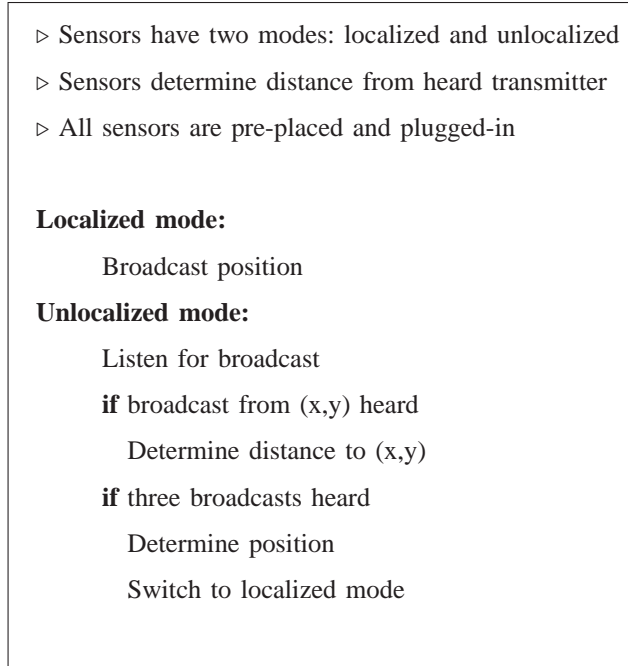 ▷ Sensors have two modes: localized and unlocalized
▷ Sensors determine distance from heard transmitter
▷ All sensors are pre-placed and plugged-in
Localized mode:
Broadcast position
Unlocalized mode:
Listen for broadcast
if broadcast from (x,y) heard
Determine distance to (x,y)
if three broadcasts heard
Determine position
Switch to localized mode